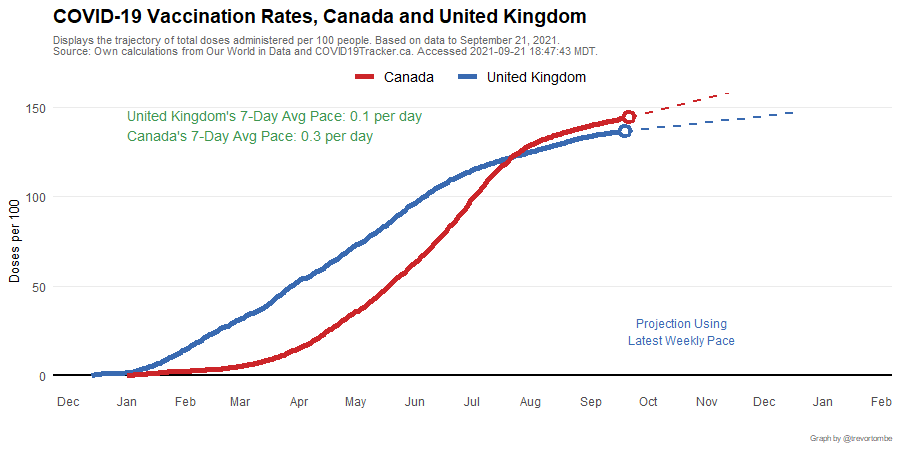 COVID-19 Vaccination Rates, Canada and United Kingdom
Displays the trajectory of total doses administered per 100 people. Based on data to September 21, 2021.
Source: Own calculations from Our World in Data and COVID19Tracker.ca. Accessed 2021-09-21 18:47:43 MDT.
Canada United Kingdom
United Kingdom's 7-Day Avg Pace: 0.1 per day
Canada's 7-Day Avg Pace: 0.3 per day
150
100
50
0
Doses per 100
Projection Using
Latest Weekly Pace
Dec Jan Feb Mar Apr May Jun Jul Aug Sep Oct Nov Dec Jan Feb
Graph by @trevortombe